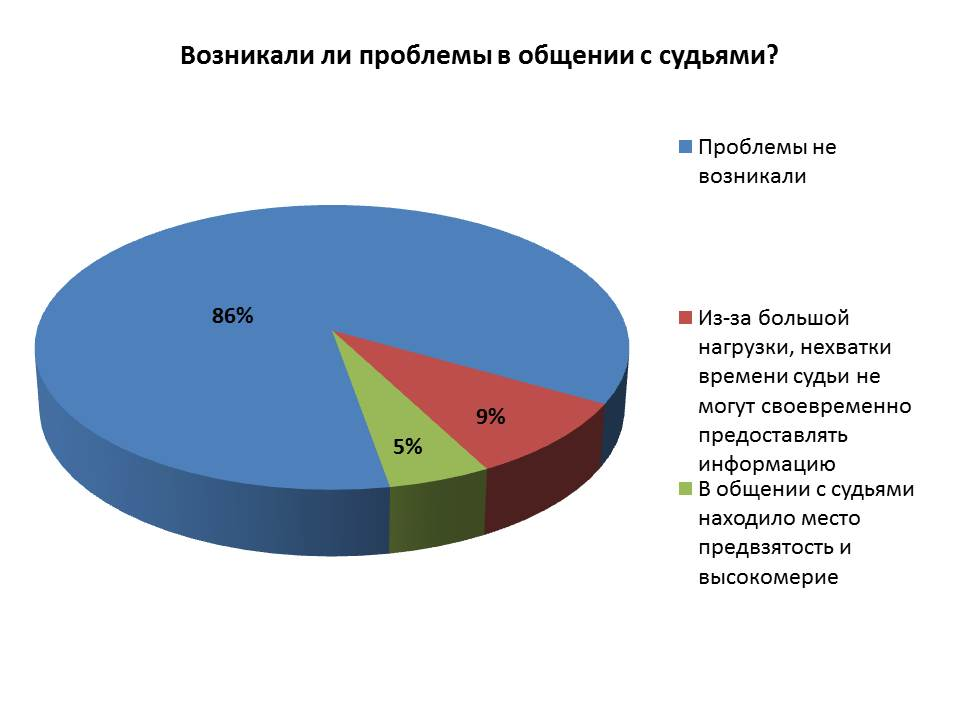 Возникали ли проблемы в общении с судьями?
Проблемы не
возникали
86%
Из-за большой
нагрузки, нехватки
времени судьи не
могут своевременно
предоставлять
информацию
9%
5%
В общении с судьями
находило место
предвзятость и
высокомерие